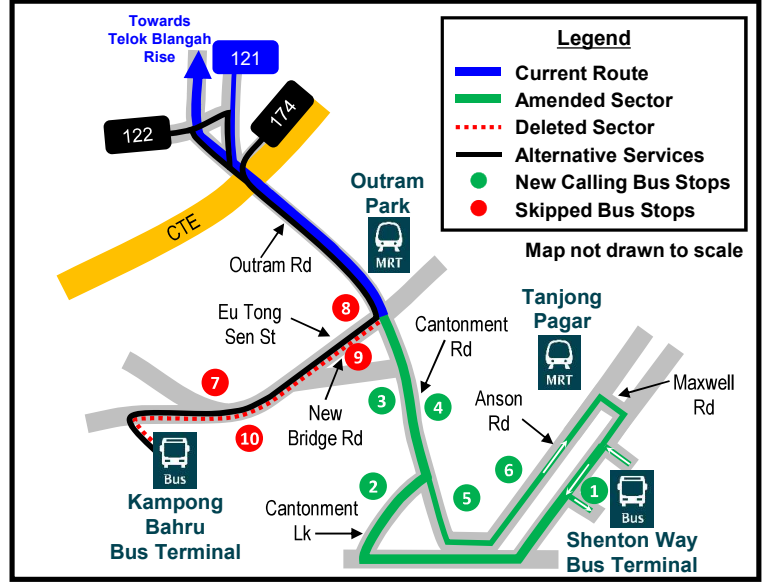 Towards
Telok Blangah
Rise
121
122
174
CTE
Legend
Current Route
Amended Sector
Deleted Sector
Alternative Services
New Calling Bus Stops
Skipped Bus Stops
Map not drawn to scale
Outram
Park
MRT
Outram Rd
Eu Tong
Sen St
8
9
7
10
New
Bridge Rd
Bus
Kampong
Bahru
Bus Terminal
Cantonment
Rd
3
4
2
5
6
1
Cantonment
Lk
Tanjong
Pagar
MRT
Anson
Rd
Maxwell
Rd
Bus
Shenton Way
Bus Terminal